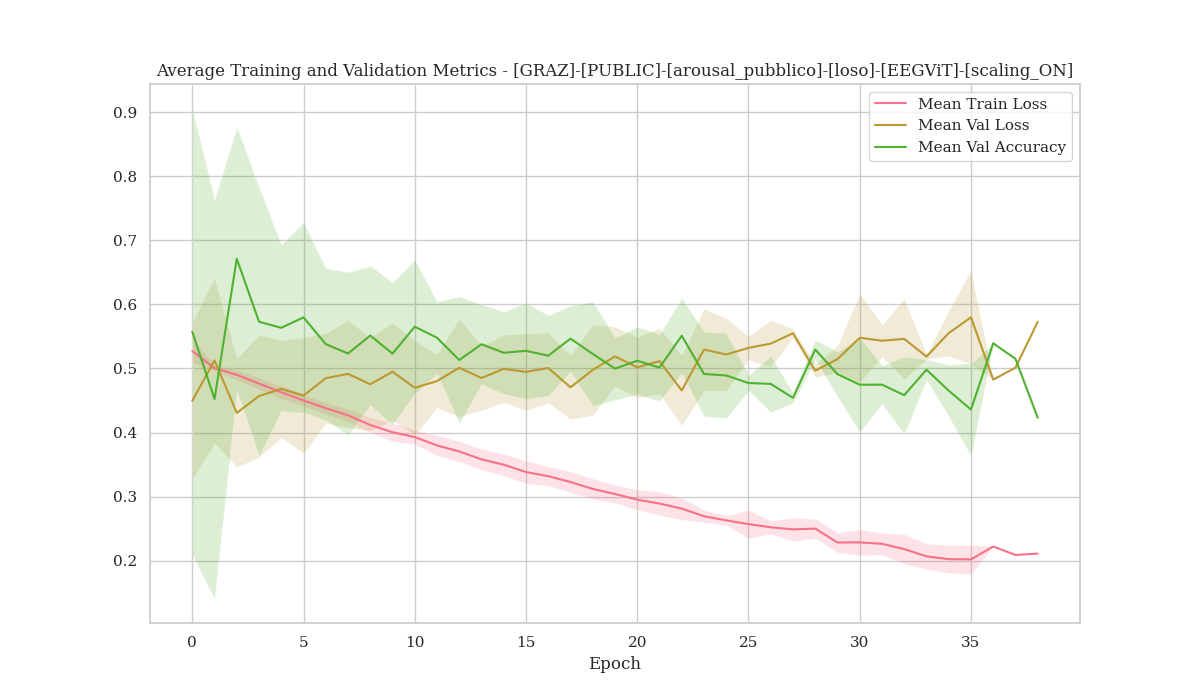 Average Training and Validation Metrics - [GRAZ]-[PUBLIC]-[arousal_pubblico]-[loso]-[EEGViT]-[scaling_ON]
Mean Train Loss
Mean Val Loss
Mean Val Accuracy
0.9
0.8
0.7
0.6
0.5
0.4
0.3
0.2
0 5 10 15 20 25 30 35
Epoch